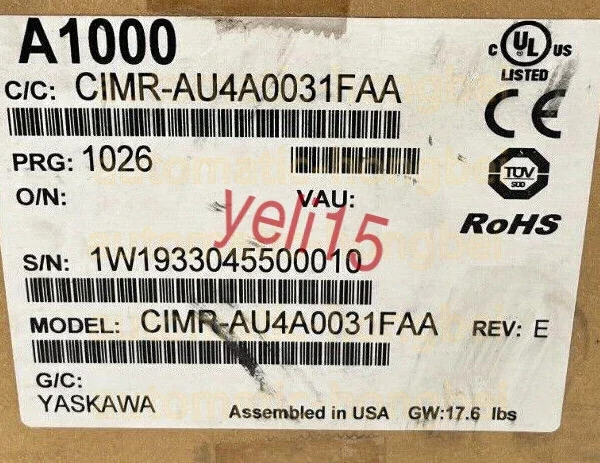 A1000
C UL US
LISTED
C/C: CIMR-AU4A0031FAA
CE
PRG: 1026
TÜV
SÜD
O/N: VAU:
yeli15
RoHS
S/N: 1W1933045500010
MODEL: CIMR-AU4A0031FAA REV: E
G/C:
YASKAWA
Assembled in USA GW:17.6 lbs